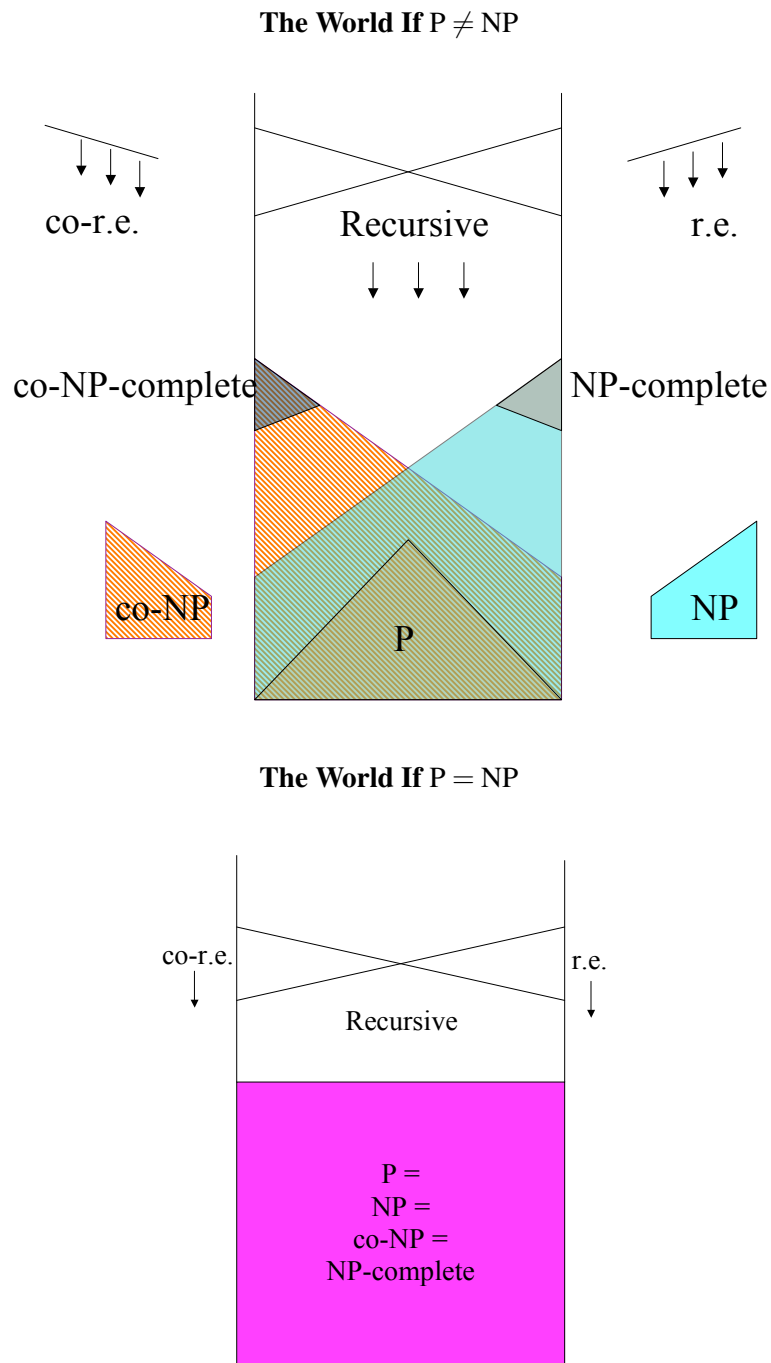 The World If P ≠ NP
co-r.e.
Recursive
r.e.
co-NP-complete
NP-complete
co-NP
P
NP
The World If P = NP
co-r.e.
r.e.
Recursive
P =
NP =
co-NP =
NP-complete